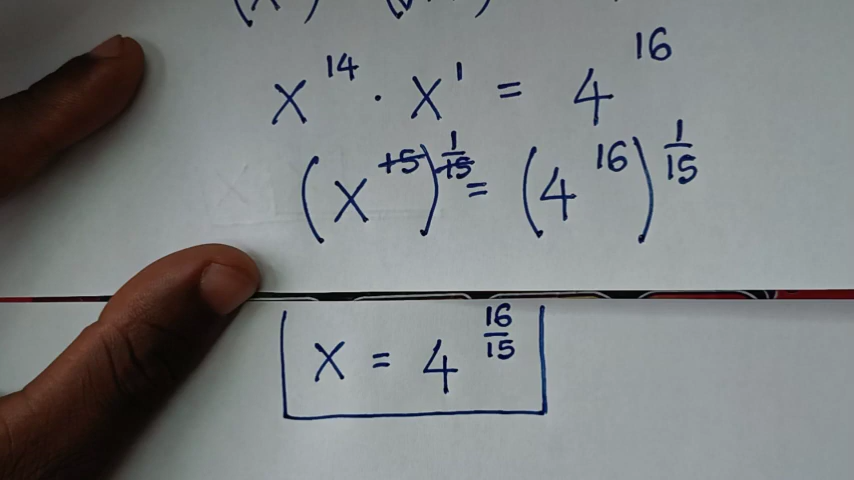 x^14 · x^1 = 4^16
(x^15)^(1/15) = (4^16)^(1/15)
x = 4^(16/15)